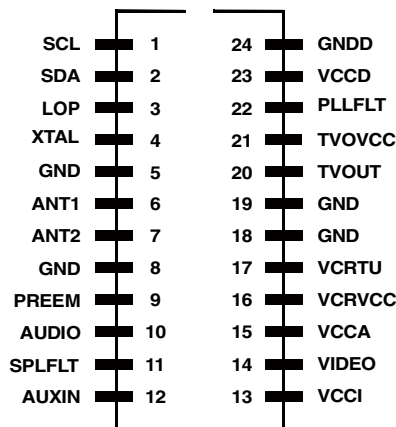 SCL 1 24 GNDD
SDA 2 23 VCCD
LOP 3 22 PLLFLT
XTAL 4 21 TVOVCC
GND 5 20 TVOUT
ANT1 6 19 GND
ANT2 7 18 GND
GND 8 17 VCRTU
PREEM 9 16 VCRVCC
AUDIO 10 15 VCCA
SPLFLT 11 14 VIDEO
AUXIN 12 13 VCCI